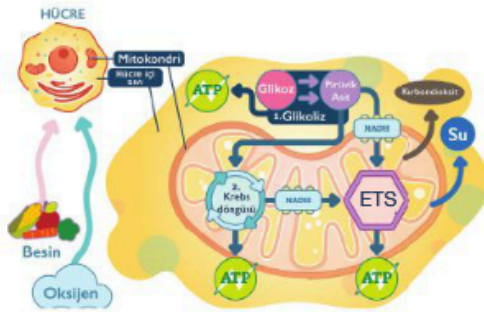 HÜCRE
Mitokondri
Hücre içi
sıvı
ATP
Glikoz
Pirüvik
Asit
1.Glikoliz
NADH
Karbondioksit
Su
2.
Krebs
döngüsü
NADH
ETS
ATP
ATP
Besin
Oksijen